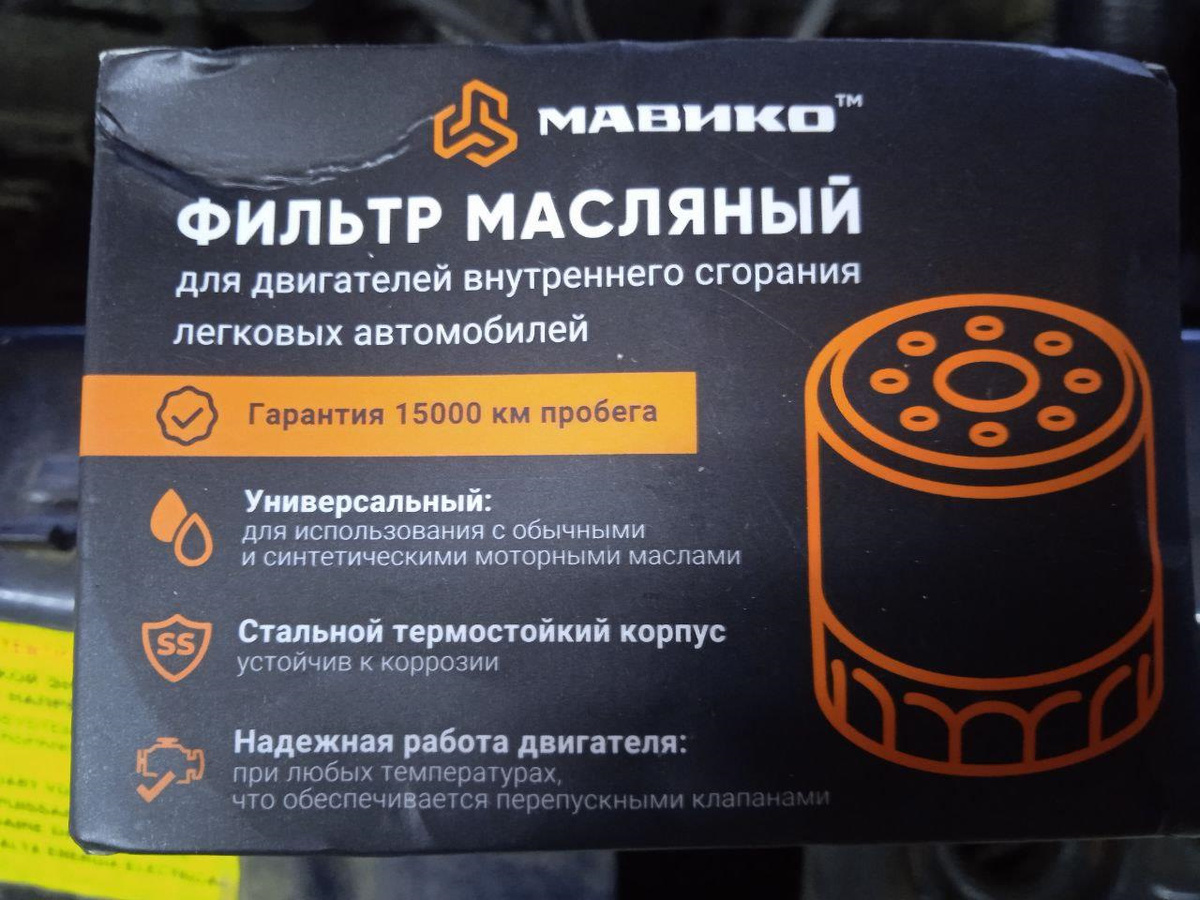 МАВИКО™
ФИЛЬТР МАСЛЯНЫЙ
для двигателей внутреннего сгорания
легковых автомобилей
Гарантия 15000 км пробега
Универсальный:
для использования с обычными
и синтетическими моторными маслами
SS
Стальной термостойкий корпус
устойчив к коррозии
Надежная работа двигателя:
при любых температурах,
что обеспечивается перепускными клапанами